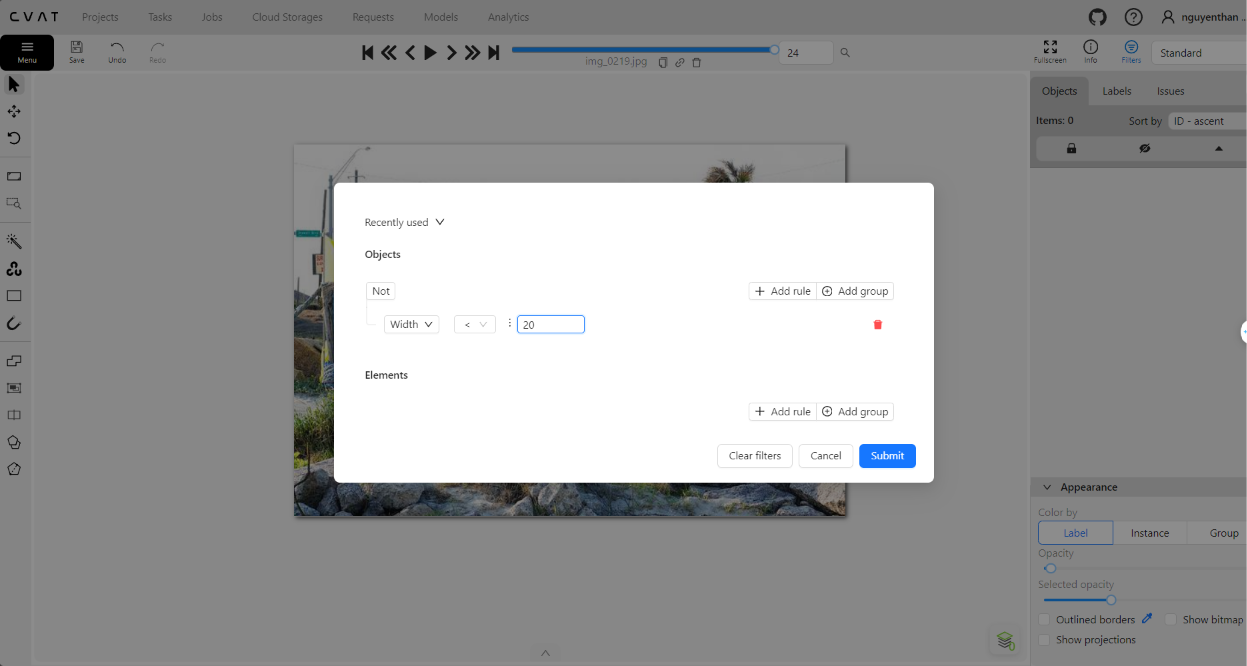 CVAT Projects Tasks Jobs Cloud Storages Requests Models Analytics nguyenthan ..
Menu Save Undo Redo 24 Fullscreen Info Filters Standard
img_0219.jpg
Objects Labels Issues
Items: 0 Sort by ID - ascent
Recently used
Objects
Not + Add rule Add group
Width < 20
Elements
+ Add rule Add group
Clear filters Cancel Submit
Appearance
Color by
Label Instance Group
Opacity
Selected opacity
Outlined borders Show bitmap
Show projections
0